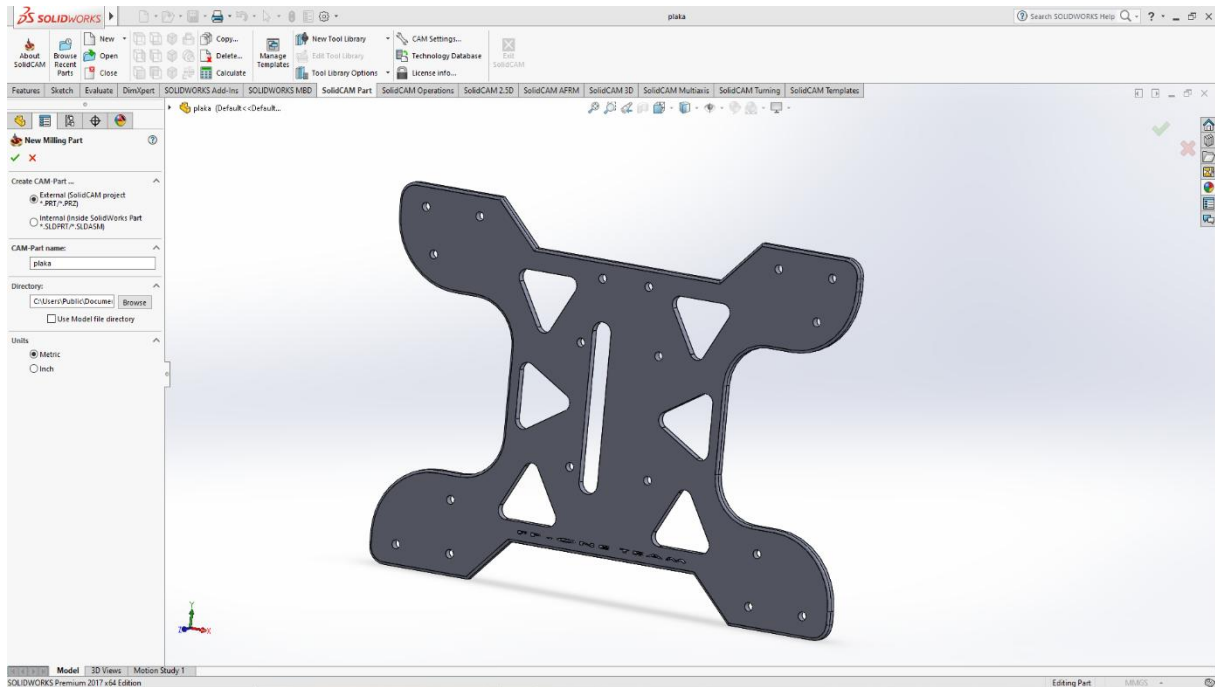 SOLIDWORKS
plaka
Search SOLIDWORKS Help
About SolidCAM
Browse Recent Parts
New
Open
Close
Copy...
Delete...
Calculate
Manage Templates
New Tool Library
Edit Tool Library
Tool Library Options
CAM Settings...
Technology Database
License info...
Exit SolidCAM
Features Sketch Evaluate DimXpert SOLIDWORKS Add-Ins SOLIDWORKS MBD SolidCAM Part SolidCAM Operations SolidCAM 2.5D SolidCAM AFRM SolidCAM 3D SolidCAM Multiaxis SolidCAM Turning SolidCAM Templates
plaka (Default<<Default...
New Milling Part
Create CAM-Part ...
External (SolidCAM project
*.PRT/*.PRZ)
Internal (Inside SolidWorks Part
*.SLDPRT/*.SLDASM)
CAM-Part name:
plaka
Directory:
C:\Users\Public\Documen Browse
Use Model file directory
Units
Metric
Inch
TEAM
Y
Z X
Model 3D Views Motion Study 1
SOLIDWORKS Premium 2017 x64 Edition
Editing Part MMGS